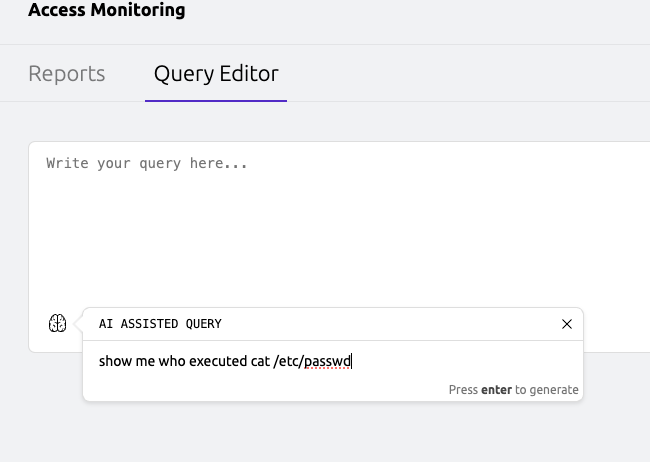 Access Monitoring
Reports Query Editor
Write your query here...
AI ASSISTED QUERY
show me who executed cat /etc/passwd
Press enter to generate